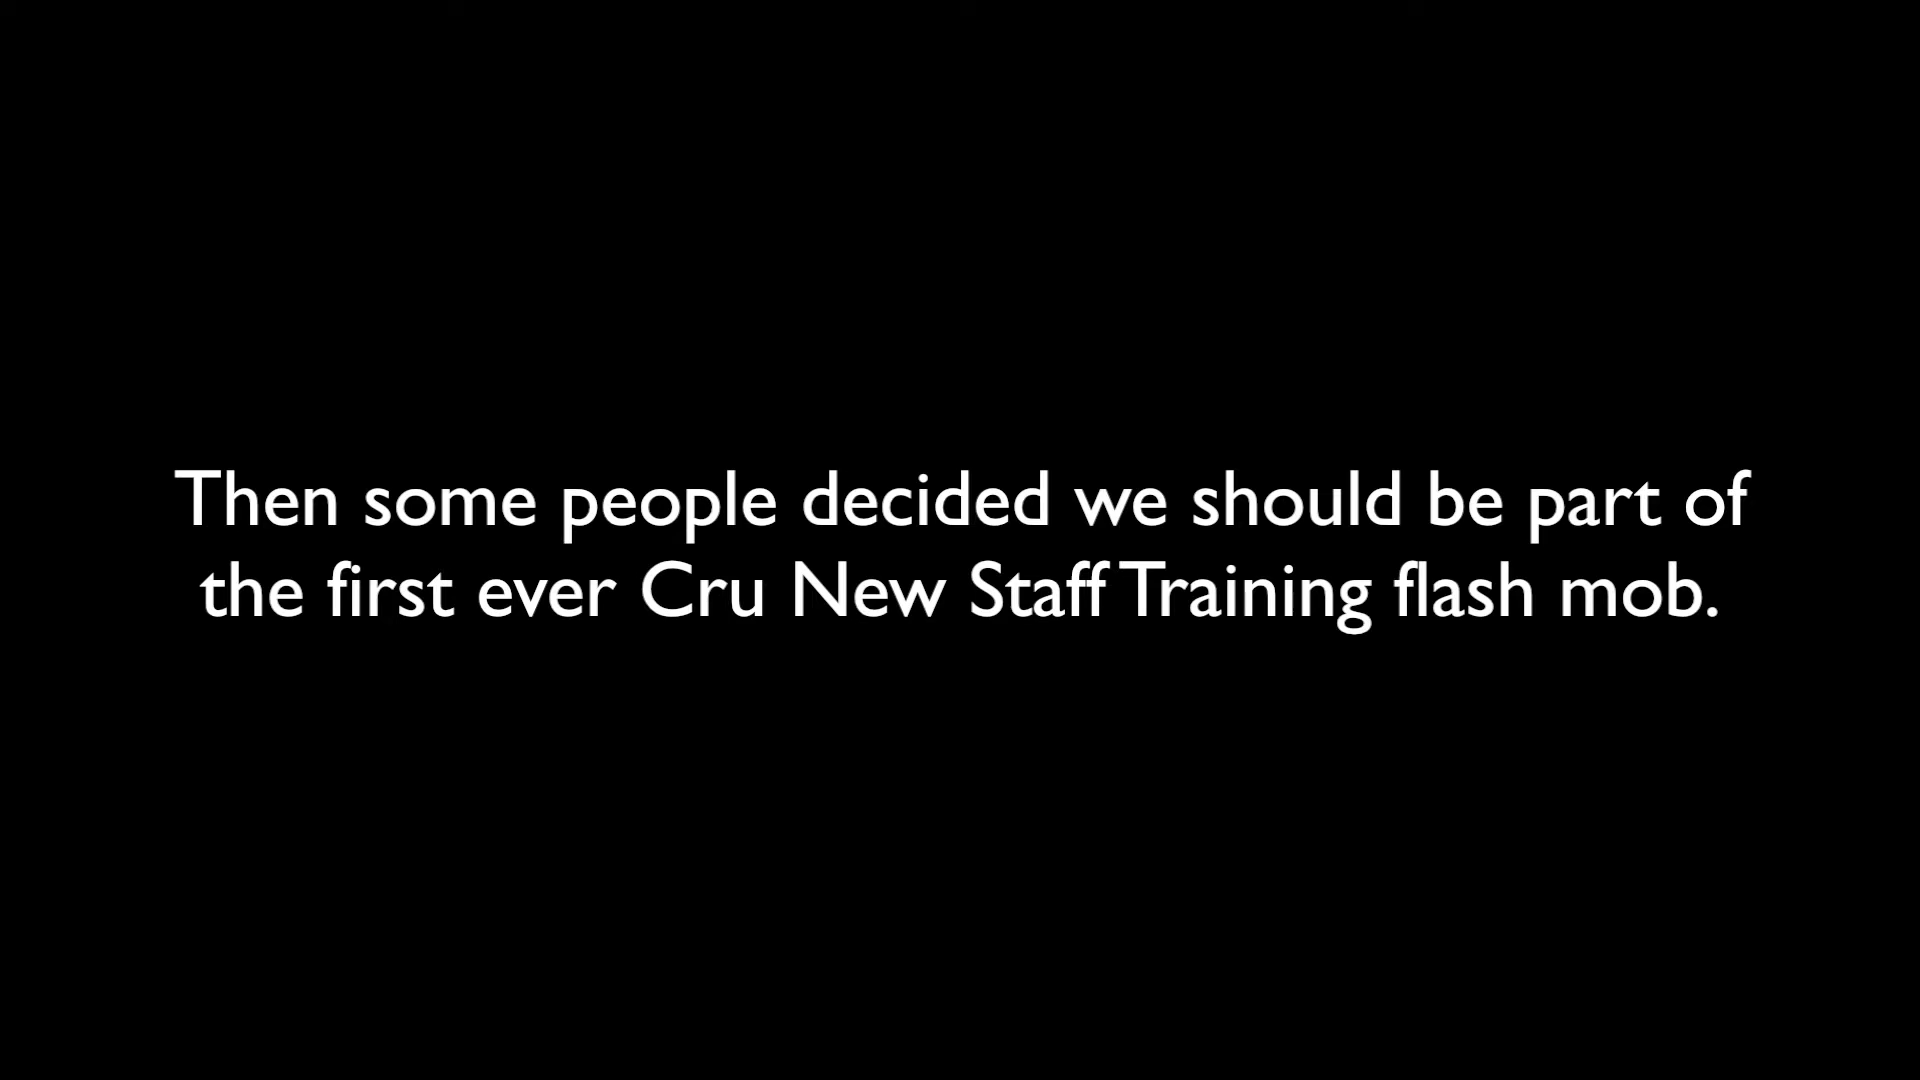 Then some people decided we should be part of
the first ever Cru New Staff Training flash mob.